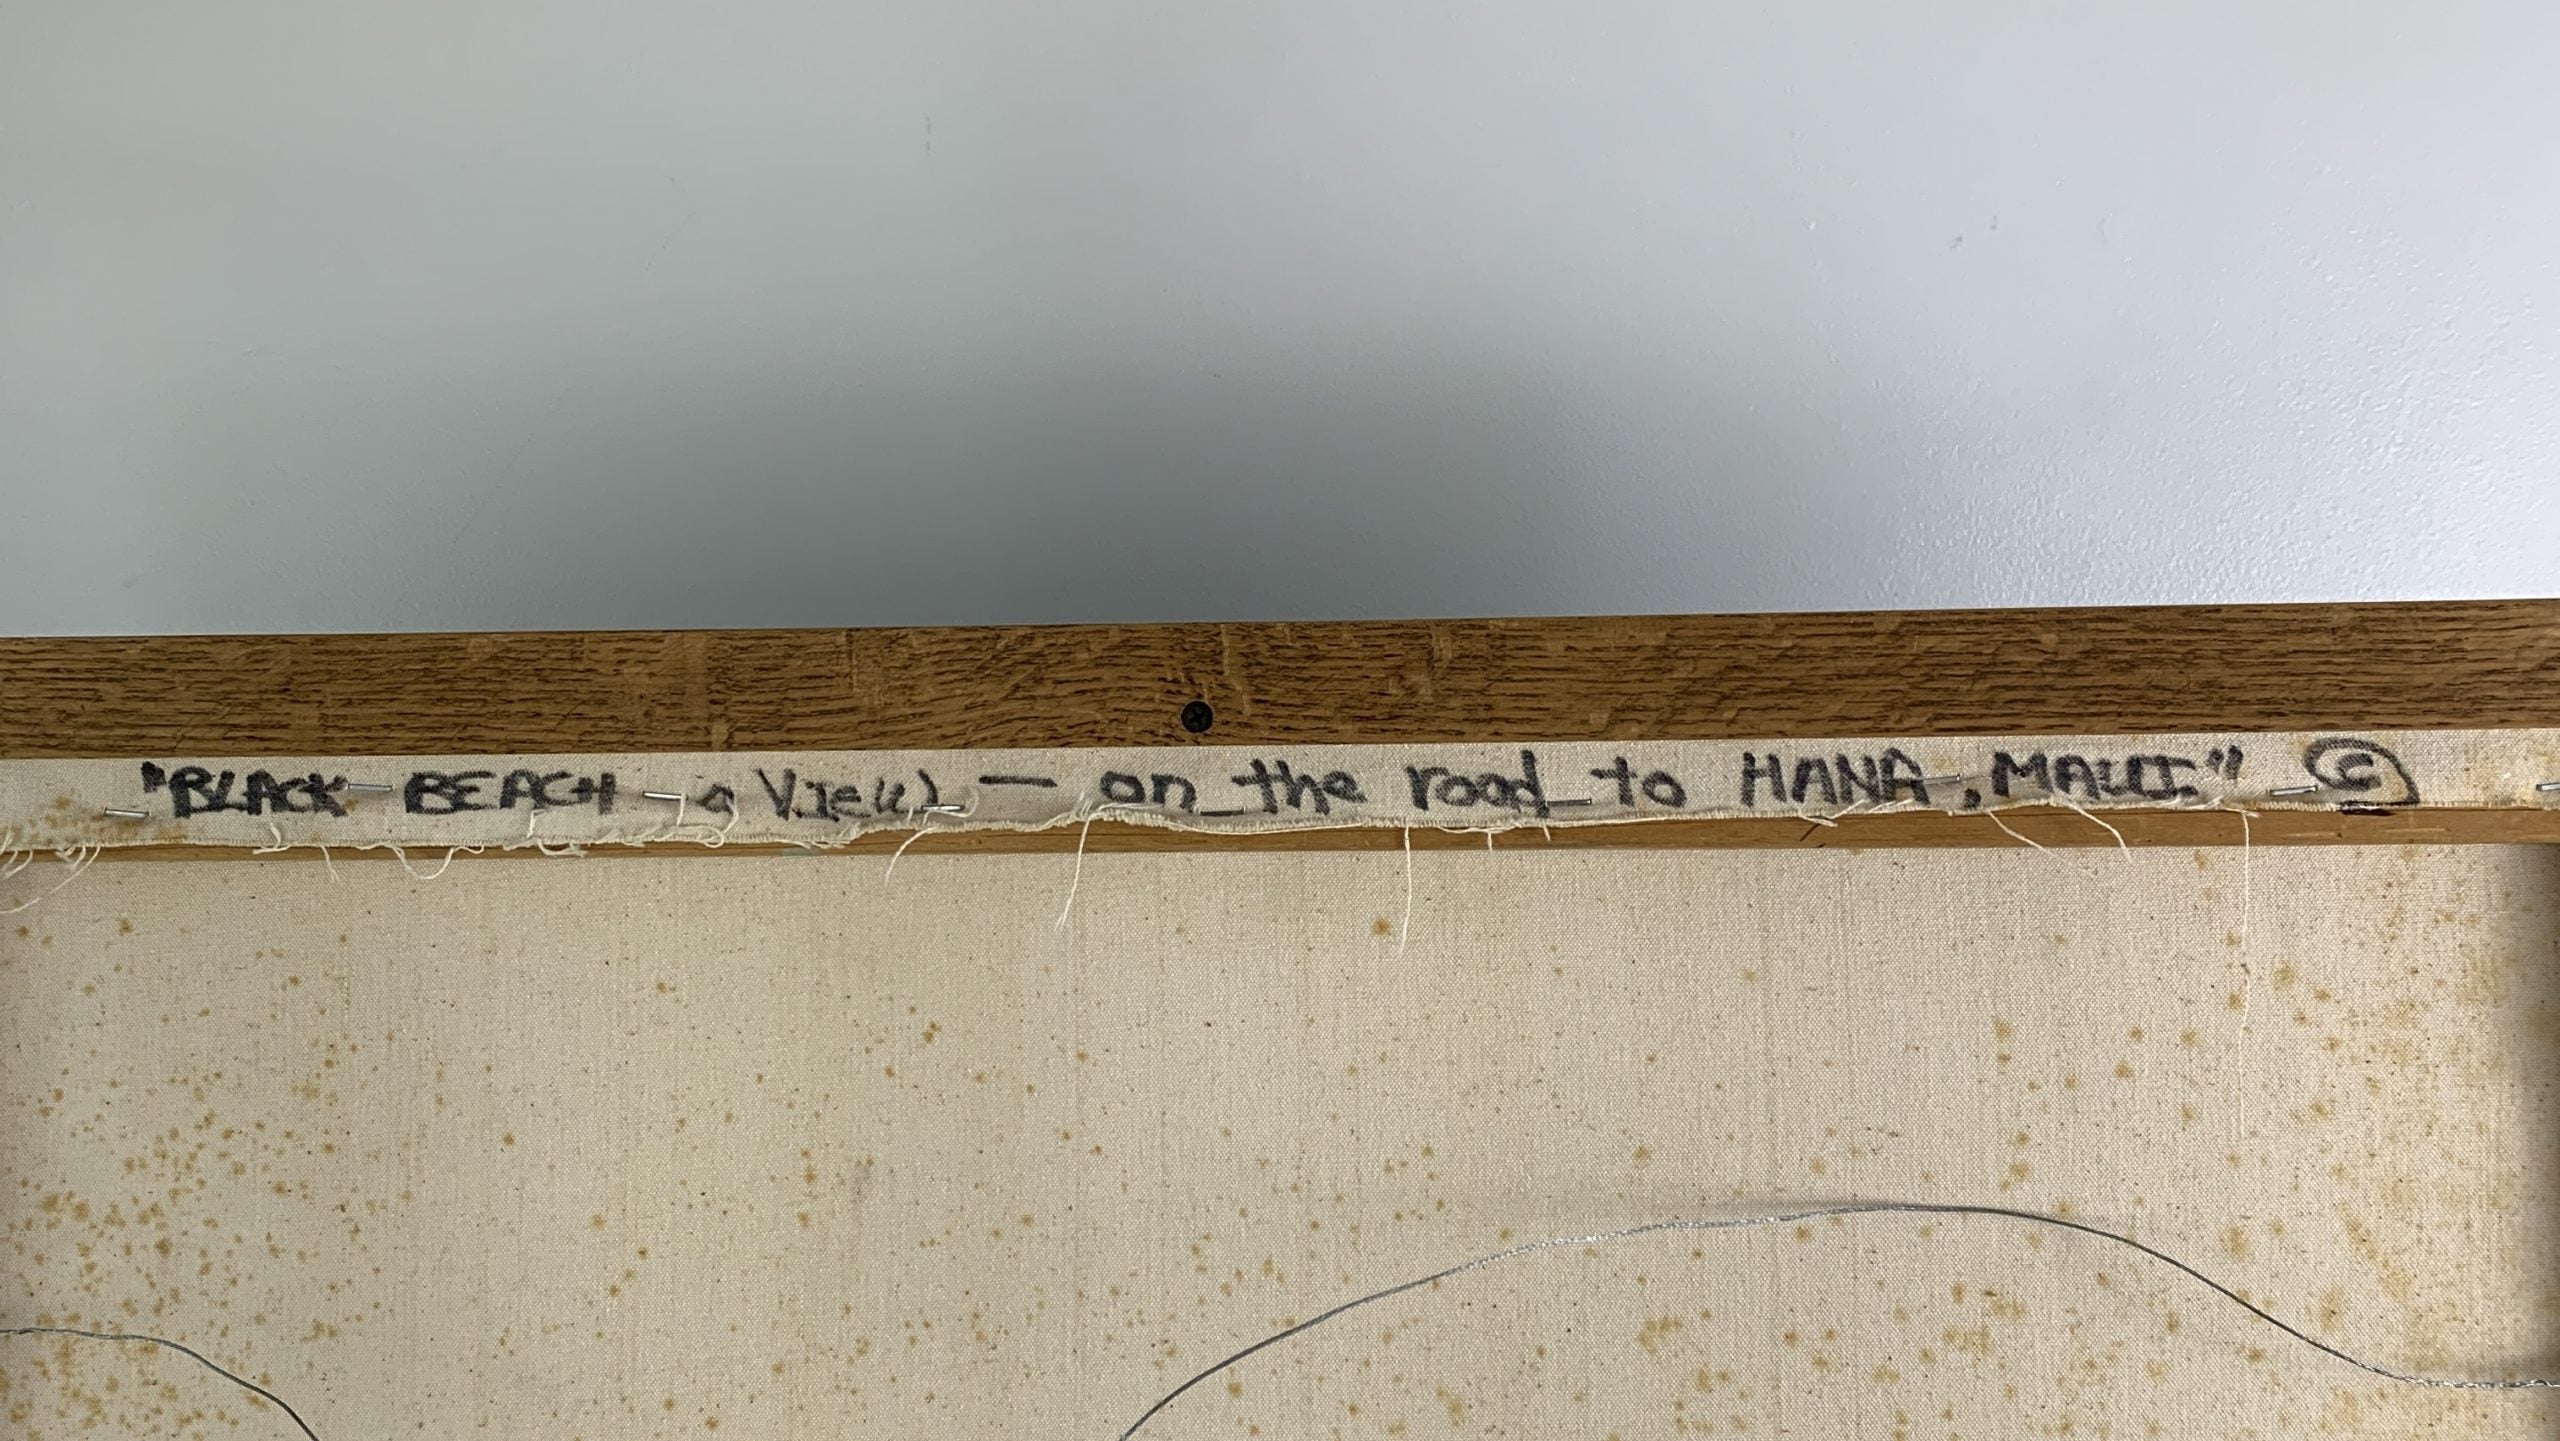 "BLACK BEACH a VIEW — on the road to HANA, MAUI." ©